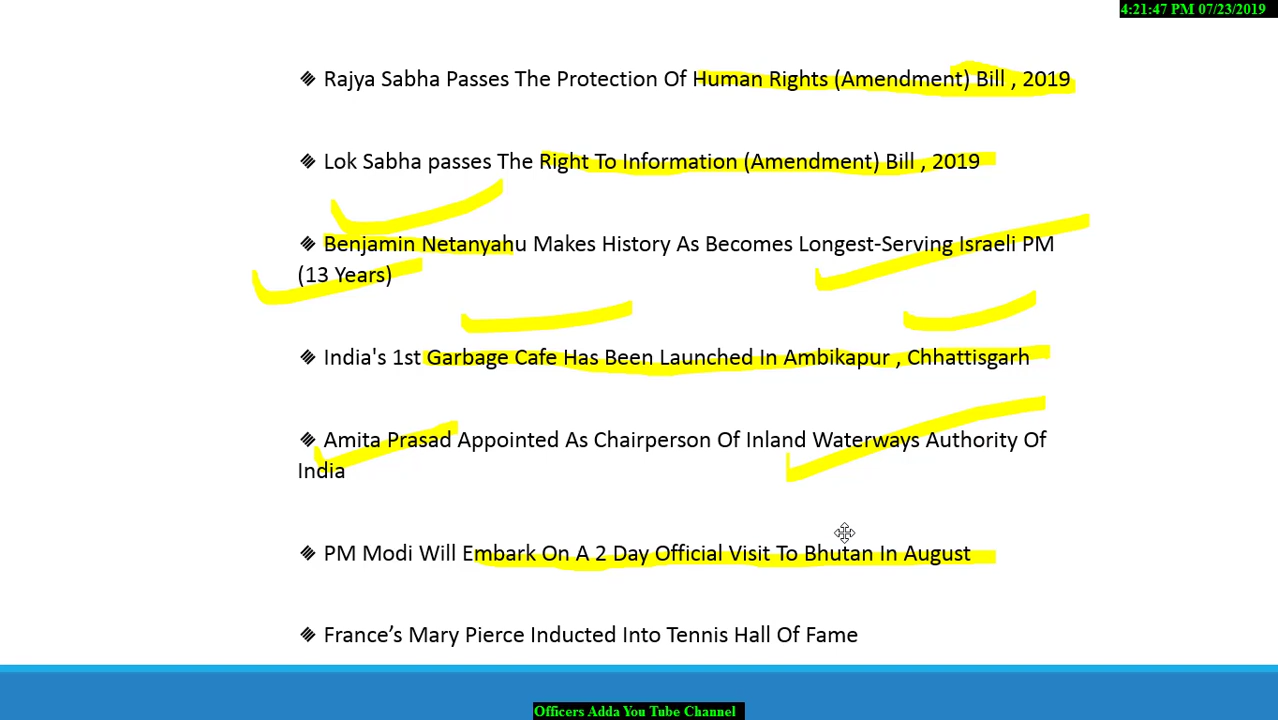 4:21:47 PM 07/23/2019
Rajya Sabha Passes The Protection Of Human Rights (Amendment) Bill , 2019
Lok Sabha passes The Right To Information (Amendment) Bill , 2019
Benjamin Netanyahu Makes History As Becomes Longest-Serving Israeli PM
(13 Years)
India's 1st Garbage Cafe Has Been Launched In Ambikapur , Chhattisgarh
Amita Prasad Appointed As Chairperson Of Inland Waterways Authority Of
India
PM Modi Will Embark On A 2 Day Official Visit To Bhutan In August
France’s Mary Pierce Inducted Into Tennis Hall Of Fame
Officers Adda You Tube Channel